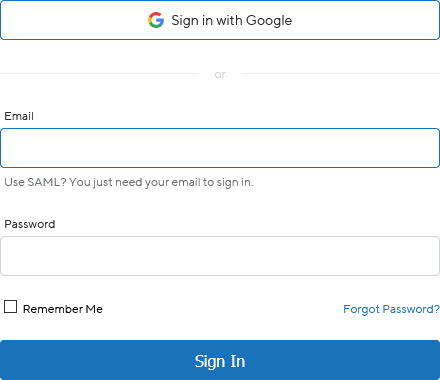 Sign in with Google
or
Email
Use SAML? You just need your email to sign in.
Password
Remember Me Forgot Password?
Sign In